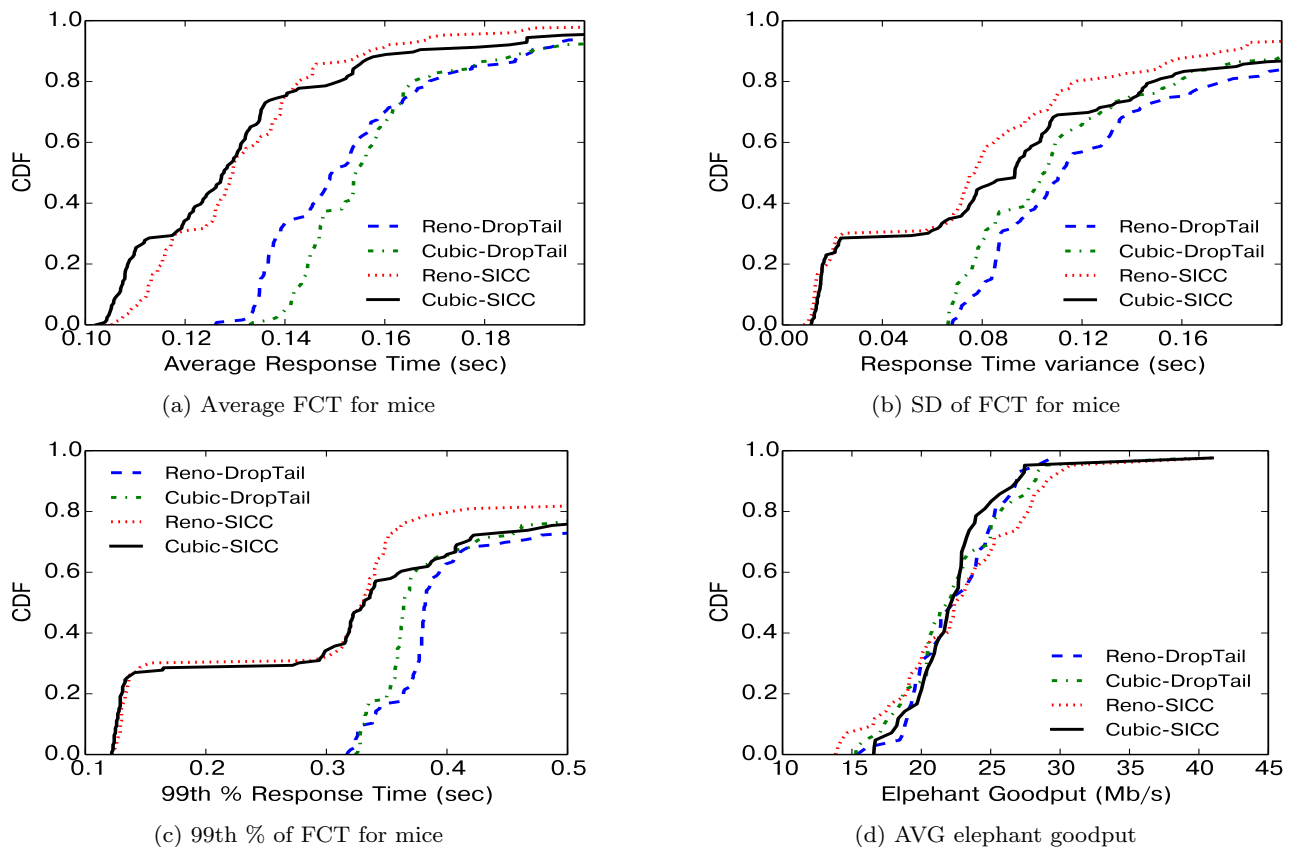 1.0
0.8
0.6
0.4
0.2
0.0
CDF
0.10
0.12
0.14
0.16
0.18
Average Response Time (sec)
Reno-DropTail
Cubic-DropTail
Reno-SICC
Cubic-SICC
(a) Average FCT for mice
1.0
0.8
0.6
0.4
0.2
0.0
CDF
0.00
0.04
0.08
0.12
0.16
Response Time variance (sec)
Reno-DropTail
Cubic-DropTail
Reno-SICC
Cubic-SICC
(b) SD of FCT for mice
1.0
0.8
0.6
0.4
0.2
0.0
CDF
Reno-DropTail
Cubic-DropTail
Reno-SICC
Cubic-SICC
0.1
0.2
0.3
0.4
0.5
99th % Response Time (sec)
(c) 99th % of FCT for mice
1.0
0.8
0.6
0.4
0.2
0.0
CDF
Reno-DropTail
Cubic-DropTail
Reno-SICC
Cubic-SICC
10
15
20
25
30
35
40
45
Elpehant Goodput (Mb/s)
(d) AVG elephant goodput